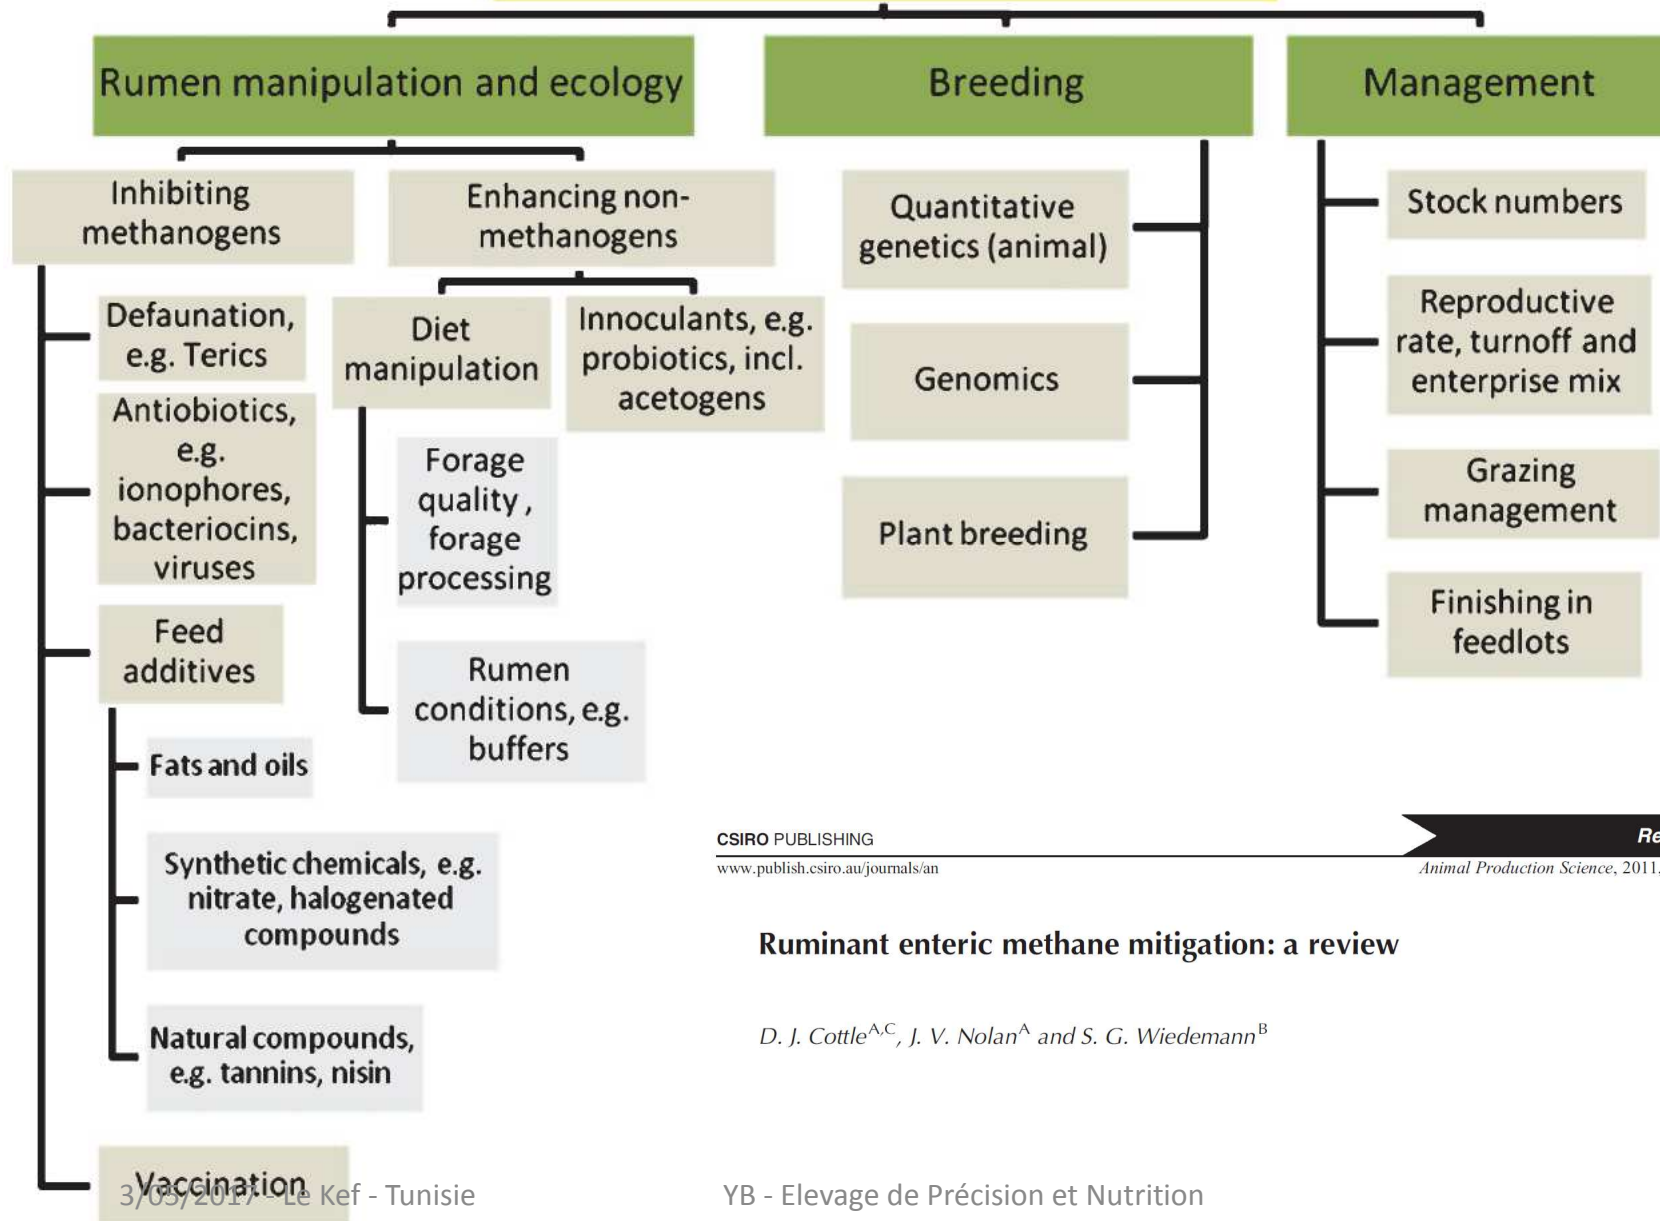 Rumen manipulation and ecology
Breeding
Management
Inhibiting
methanogens
Enhancing non-
methanogens
Defaunation,
e.g. Terics
Antiobiotics,
e.g.
ionophores,
bacteriocins,
viruses
Feed
additives
Fats and oils
Synthetic chemicals, e.g.
nitrate, halogenated
compounds
Natural compounds,
e.g. tannins, nisin
Vaccination
Diet
manipulation
Forage
quality ,
forage
processing
Rumen
conditions, e.g.
buffers
Innoculants, e.g.
probiotics, incl.
acetogens
Quantitative
genetics (animal)
Genomics
Plant breeding
Stock numbers
Reproductive
rate, turnoff and
enterprise mix
Grazing
management
Finishing in
feedlots
CSIRO PUBLISHING
www.publish.csiro.au/journals/an
Animal Production Science, 2011,
Ruminant enteric methane mitigation: a review
D. J. Cottle A,C, J. V. Nolan A and S. G. Wiedemann B
3/05/2017 - Le Kef - Tunisie
YB - Elevage de Précision et Nutrition